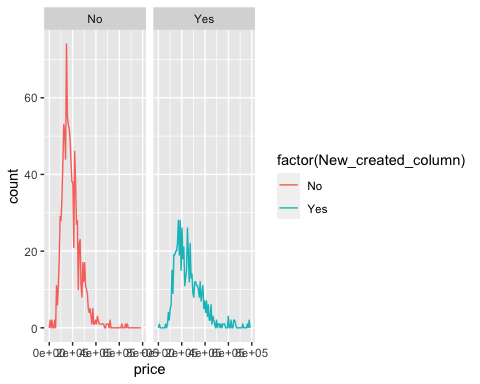 No Yes
60
40
20
0
count
price
factor(New_created_column)
No
Yes